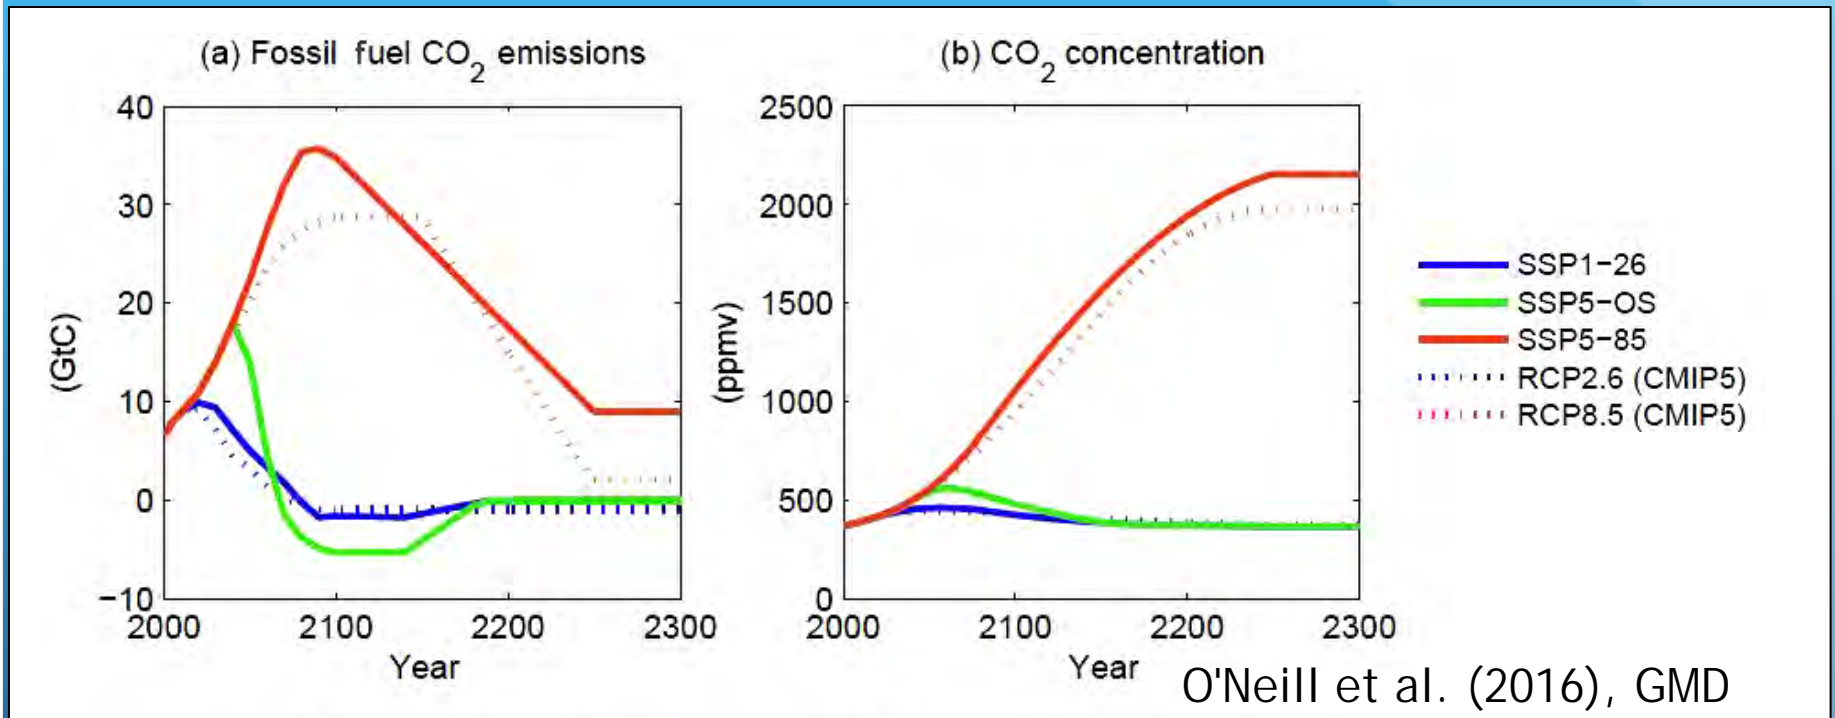 (a) Fossil fuel CO2 emissions
(b) CO2 concentration
40
30
20
10
0
−10
(GtC)
2000 2100 2200 2300
Year
2500
2000
1500
1000
500
0
(ppmv)
2000 2100 2200 2300
Year
SSP1−26
SSP5−OS
SSP5−85
RCP2.6 (CMIP5)
RCP8.5 (CMIP5)
O'Neill et al. (2016), GMD